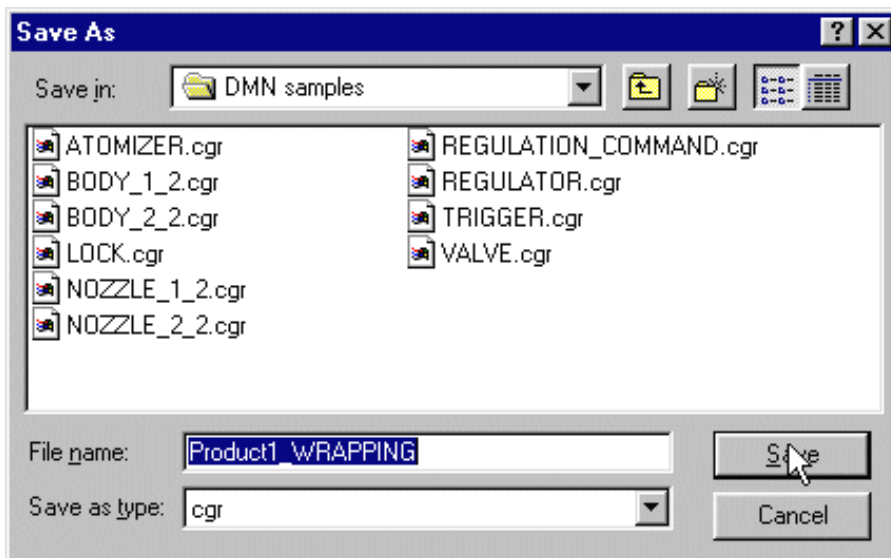 Save As
Save in: DMN samples
ATOMIZER.cgr
BODY_1_2.cgr
BODY_2_2.cgr
LOCK.cgr
NOZZLE_1_2.cgr
NOZZLE_2_2.cgr
REGULATION_COMMAND.cgr
REGULATOR.cgr
TRIGGER.cgr
VALVE.cgr
File name: Product1_WRAPPING Save
Save as type: cgr Cancel